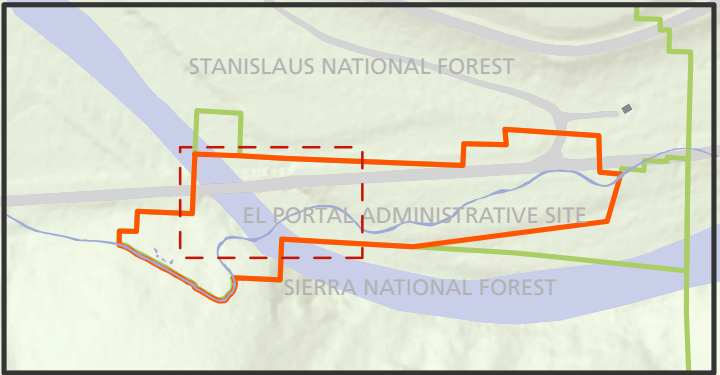 STANISLAUS NATIONAL FOREST
EL PORTAL ADMINISTRATIVE SITE
SIERRA NATIONAL FOREST